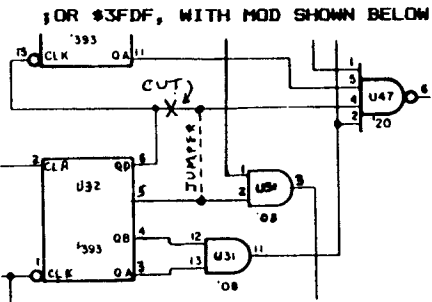 ;OR $3FDF, WITH MOD SHOWN BELOW
13 CLK '393 QA 11
1
CUT
5
4 U47 6
2 '20
2 CLR QD 6
JUMPER
U32
5
1 3
2 '08
QB 4
'393
12 U31 11
1 CLK QA 3
13
'08